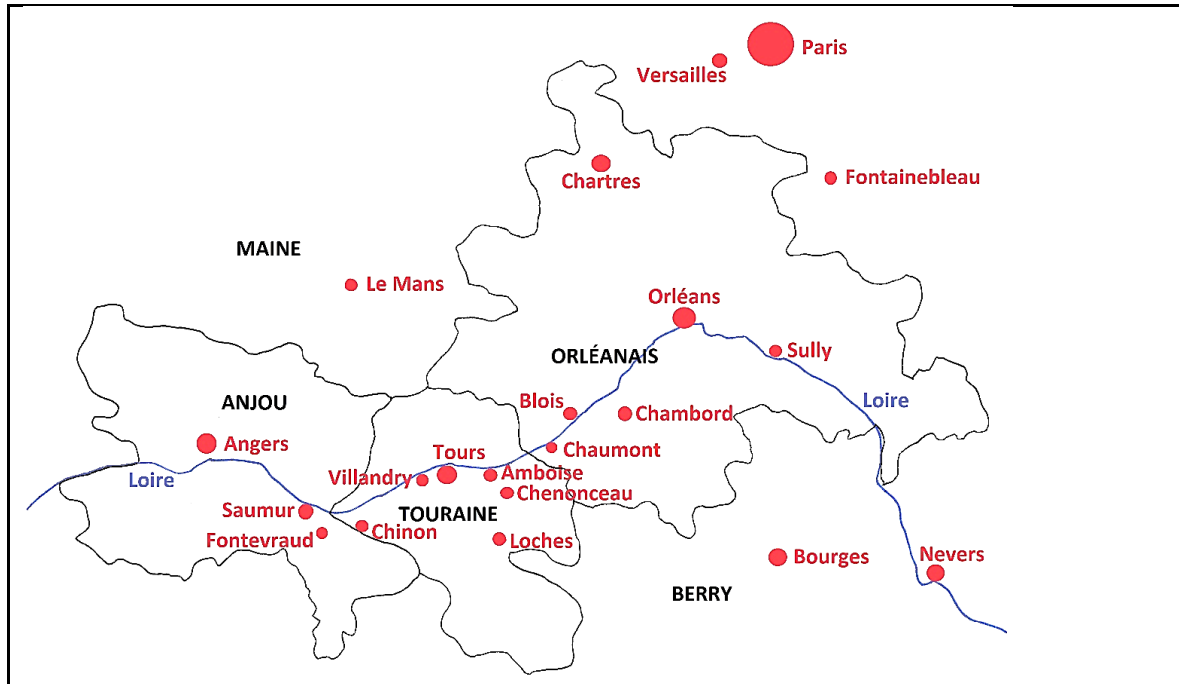 Paris
Versailles
Chartres
Fontainebleau
MAINE
Le Mans
Orléans
Sully
ORLÉANAIS
Loire
Blois
Chambord
ANJOU
Angers
Chaumont
Tours
Amboise
Villandry
Loire
Chenonceau
Saumur
TOURAINE
Fontevraud
Chinon
Loches
Bourges
Nevers
BERRY